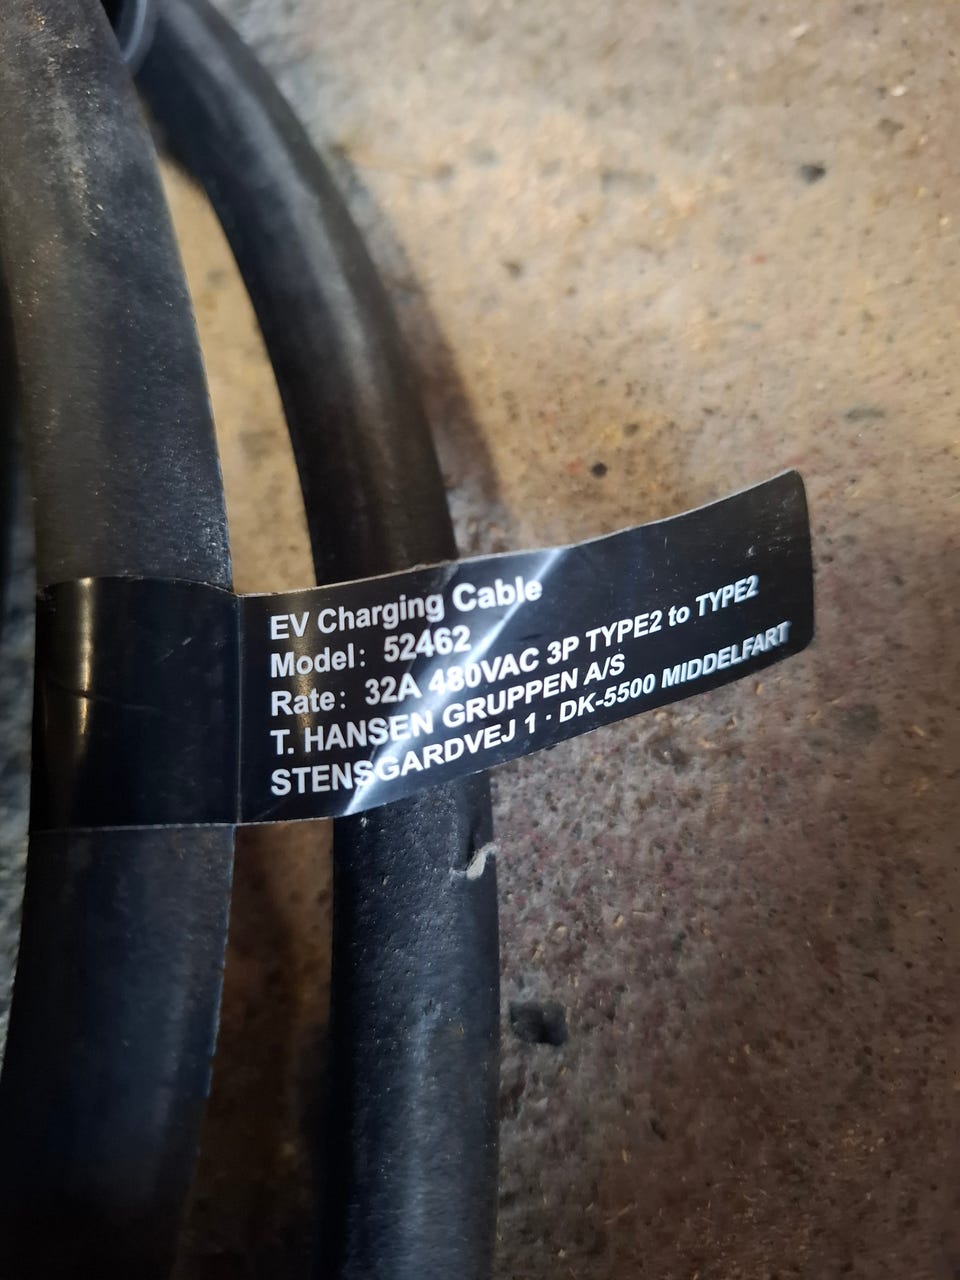 EV Charging Cable
Model: 52462
Rate: 32A 480VAC 3P TYPE2 to TYPE2
T. HANSEN GRUPPEN A/S
STENSGARDVEJ 1 · DK-5500 MIDDELFART